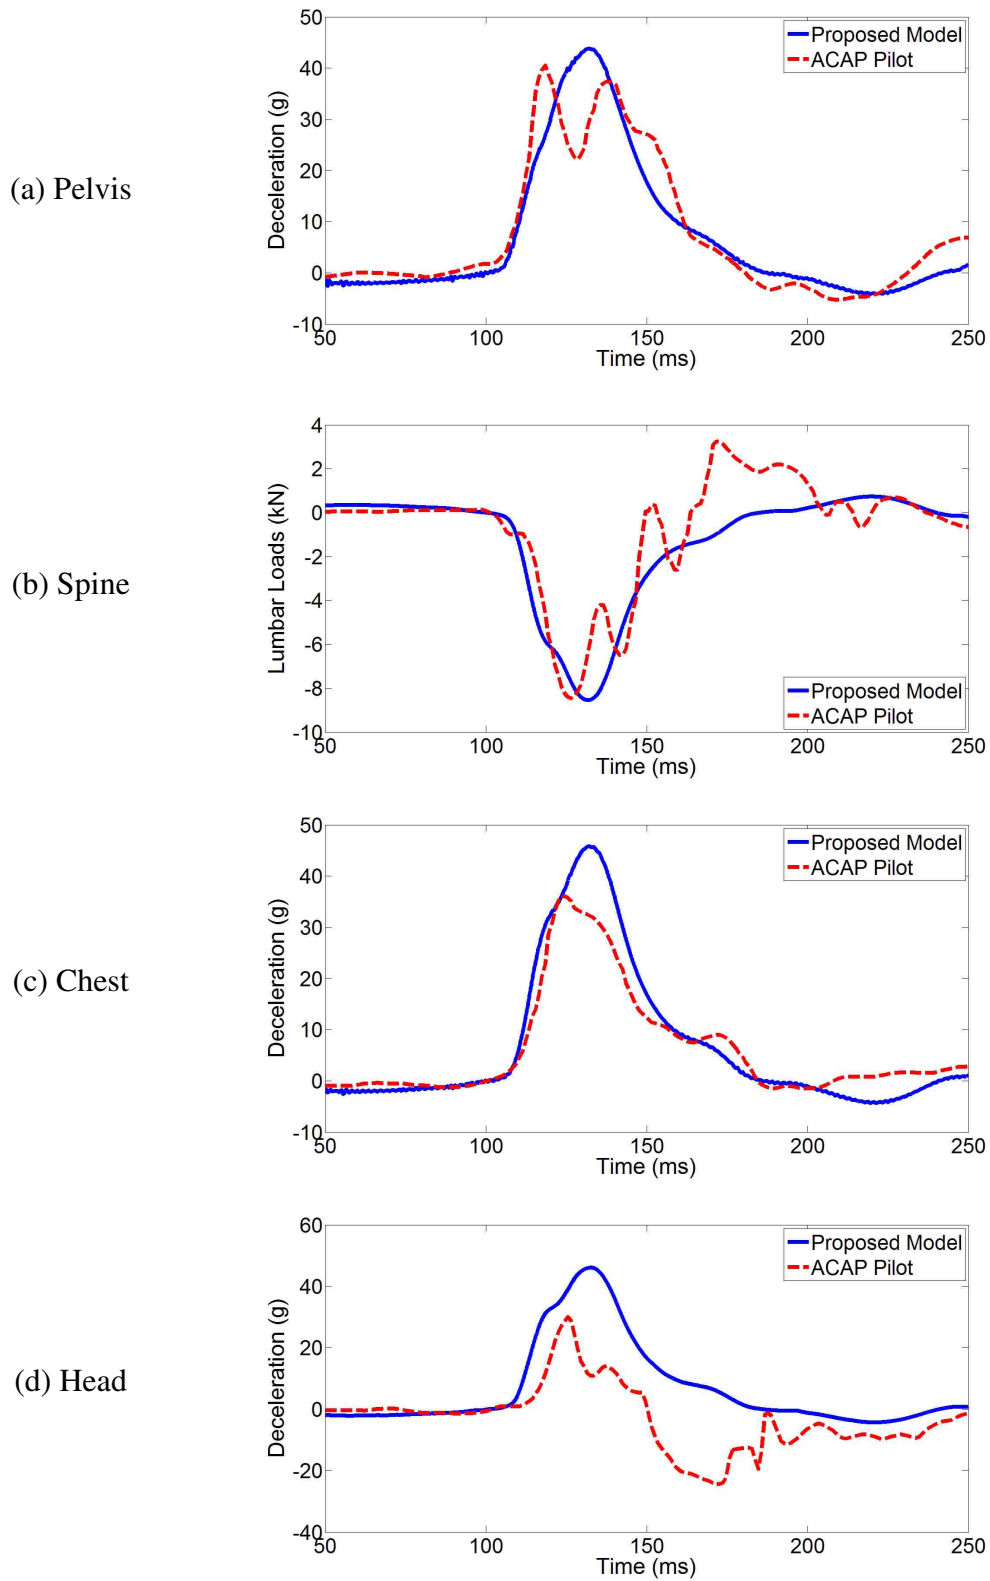 (a) Pelvis
50
40
30
20
10
0
-10
Deceleration (g)
Proposed Model
ACAP Pilot
50 100 150 200 250
Time (ms)
(b) Spine
4
2
0
-2
-4
-6
-8
-10
Lumbar Loads (kN)
Proposed Model
ACAP Pilot
50 100 150 200 250
Time (ms)
(c) Chest
50
40
30
20
10
0
-10
Deceleration (g)
Proposed Model
ACAP Pilot
50 100 150 200 250
Time (ms)
(d) Head
60
40
20
0
-20
-40
Deceleration (g)
Proposed Model
ACAP Pilot
50 100 150 200 250
Time (ms)